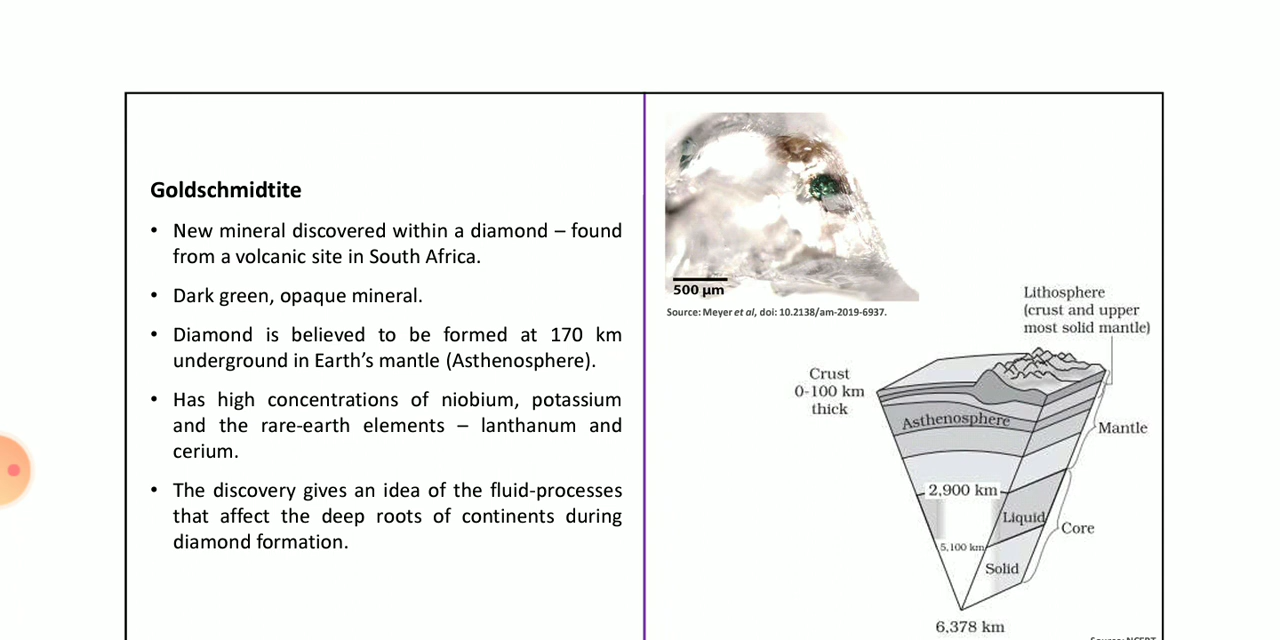 Goldschmidtite
• New mineral discovered within a diamond – found
from a volcanic site in South Africa.
• Dark green, opaque mineral.
• Diamond is believed to be formed at 170 km
underground in Earth's mantle (Asthenosphere).
• Has high concentrations of niobium, potassium
and the rare-earth elements – lanthanum and
cerium.
• The discovery gives an idea of the fluid-processes
that affect the deep roots of continents during
diamond formation.
500 µm
Source: Meyer et al, doi: 10.2138/am-2019-6937.
Lithosphere
(crust and upper
most solid mantle)
Crust
0-100 km
thick
Asthenosphere
Mantle
2,900 km
Liquid
Core
5,100 km
Solid
6,378 km